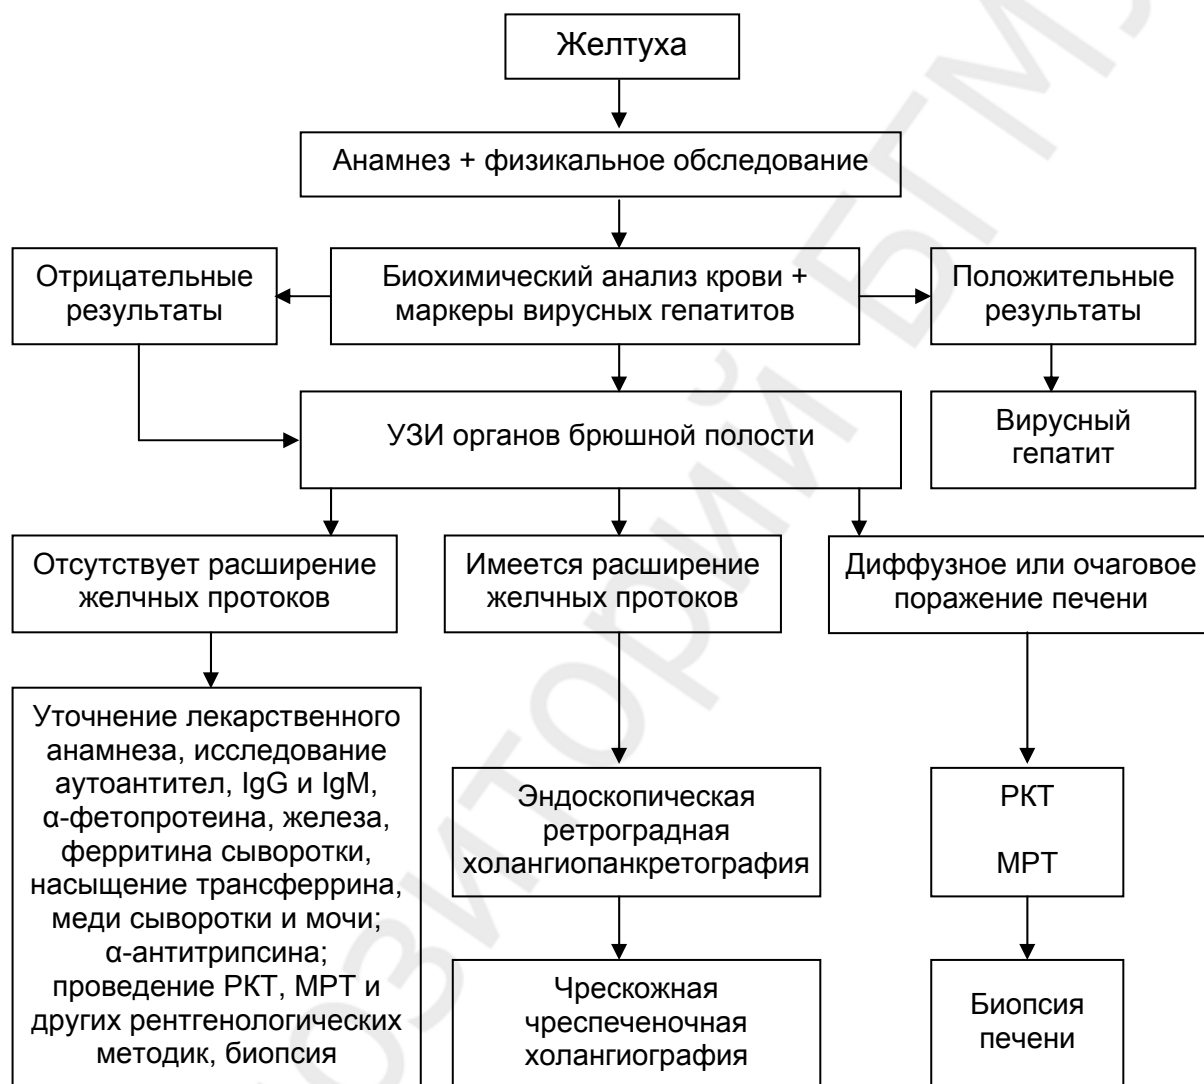 Желтуха
Анамнез + физикальное обследование
Отрицательные
результаты
Биохимический анализ крови +
маркеры вирусных гепатитов
Положительные
результаты
УЗИ органов брюшной полости
Вирусный
гепатит
Отсутствует расширение
желчных протоков
Имеется расширение
желчных протоков
Диффузное или очаговое
поражение печени
Уточнение лекарственного
анамнеза, исследование
аутоантител, IgG и IgM,
α-фетопротеина, железа,
ферритина сыворотки,
насыщение трансферрина,
меди сыворотки и мочи;
α-антитрипсина;
проведение РКТ, МРТ и
других рентгенологических
методик, биопсия
Эндоскопическая
ретроградная
холангиопанкретография
РКТ
МРТ
Чрескожная
чреспеченочная
холангиография
Биопсия
печени
озиторий БГМУ